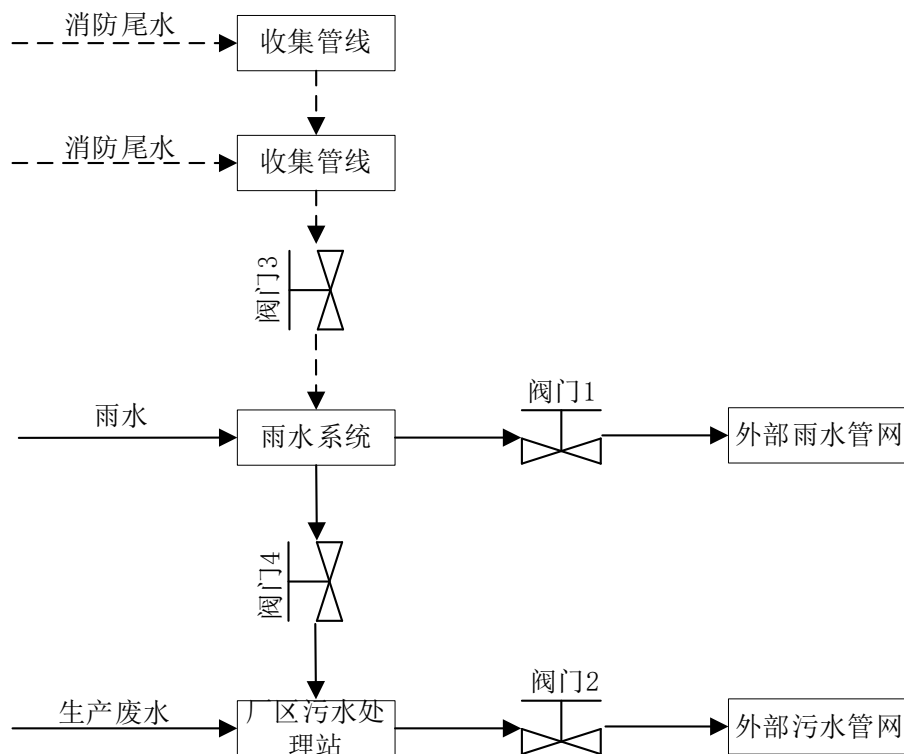 消防尾水
收集管线
消防尾水
收集管线
阀门3
雨水
雨水系统
阀门1
外部雨水管网
阀门4
生产废水
厂区污水处
理站
阀门2
外部污水管网